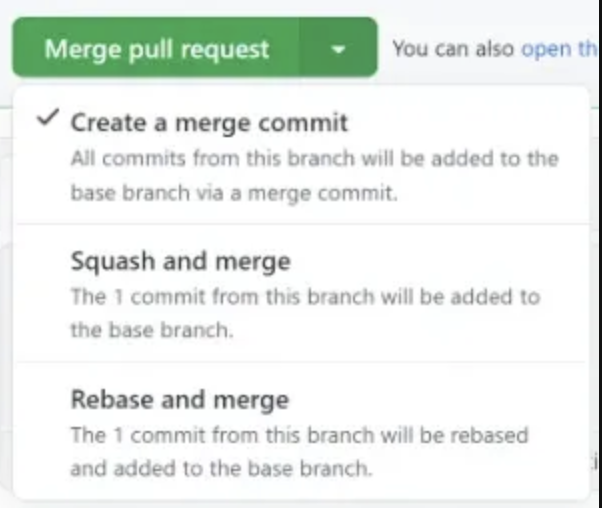 Merge pull request
You can also open th
Create a merge commit
All commits from this branch will be added to the
base branch via a merge commit.
Squash and merge
The 1 commit from this branch will be added to
the base branch.
Rebase and merge
The 1 commit from this branch will be rebased
and added to the base branch.